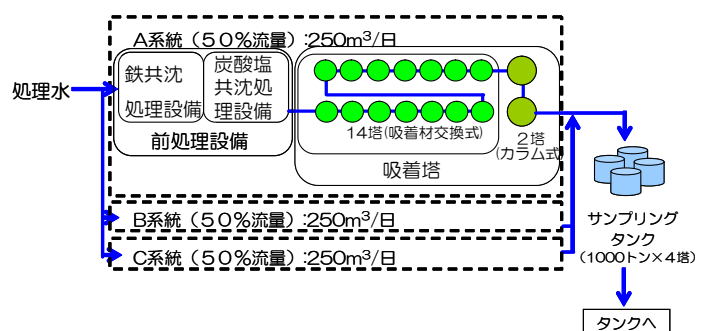 A系統（５０％流量）:250m³/日
処理水
鉄共沈
処理設備
炭酸塩
共沈処
理設備
前処理設備
14塔(吸着材交換式)
2塔
(カラム式)
吸着塔
B系統（５０％流量）:250m³/日
C系統（５０％流量）:250m³/日
サンプリング
タンク
（1000トン×４塔）
タンクへ